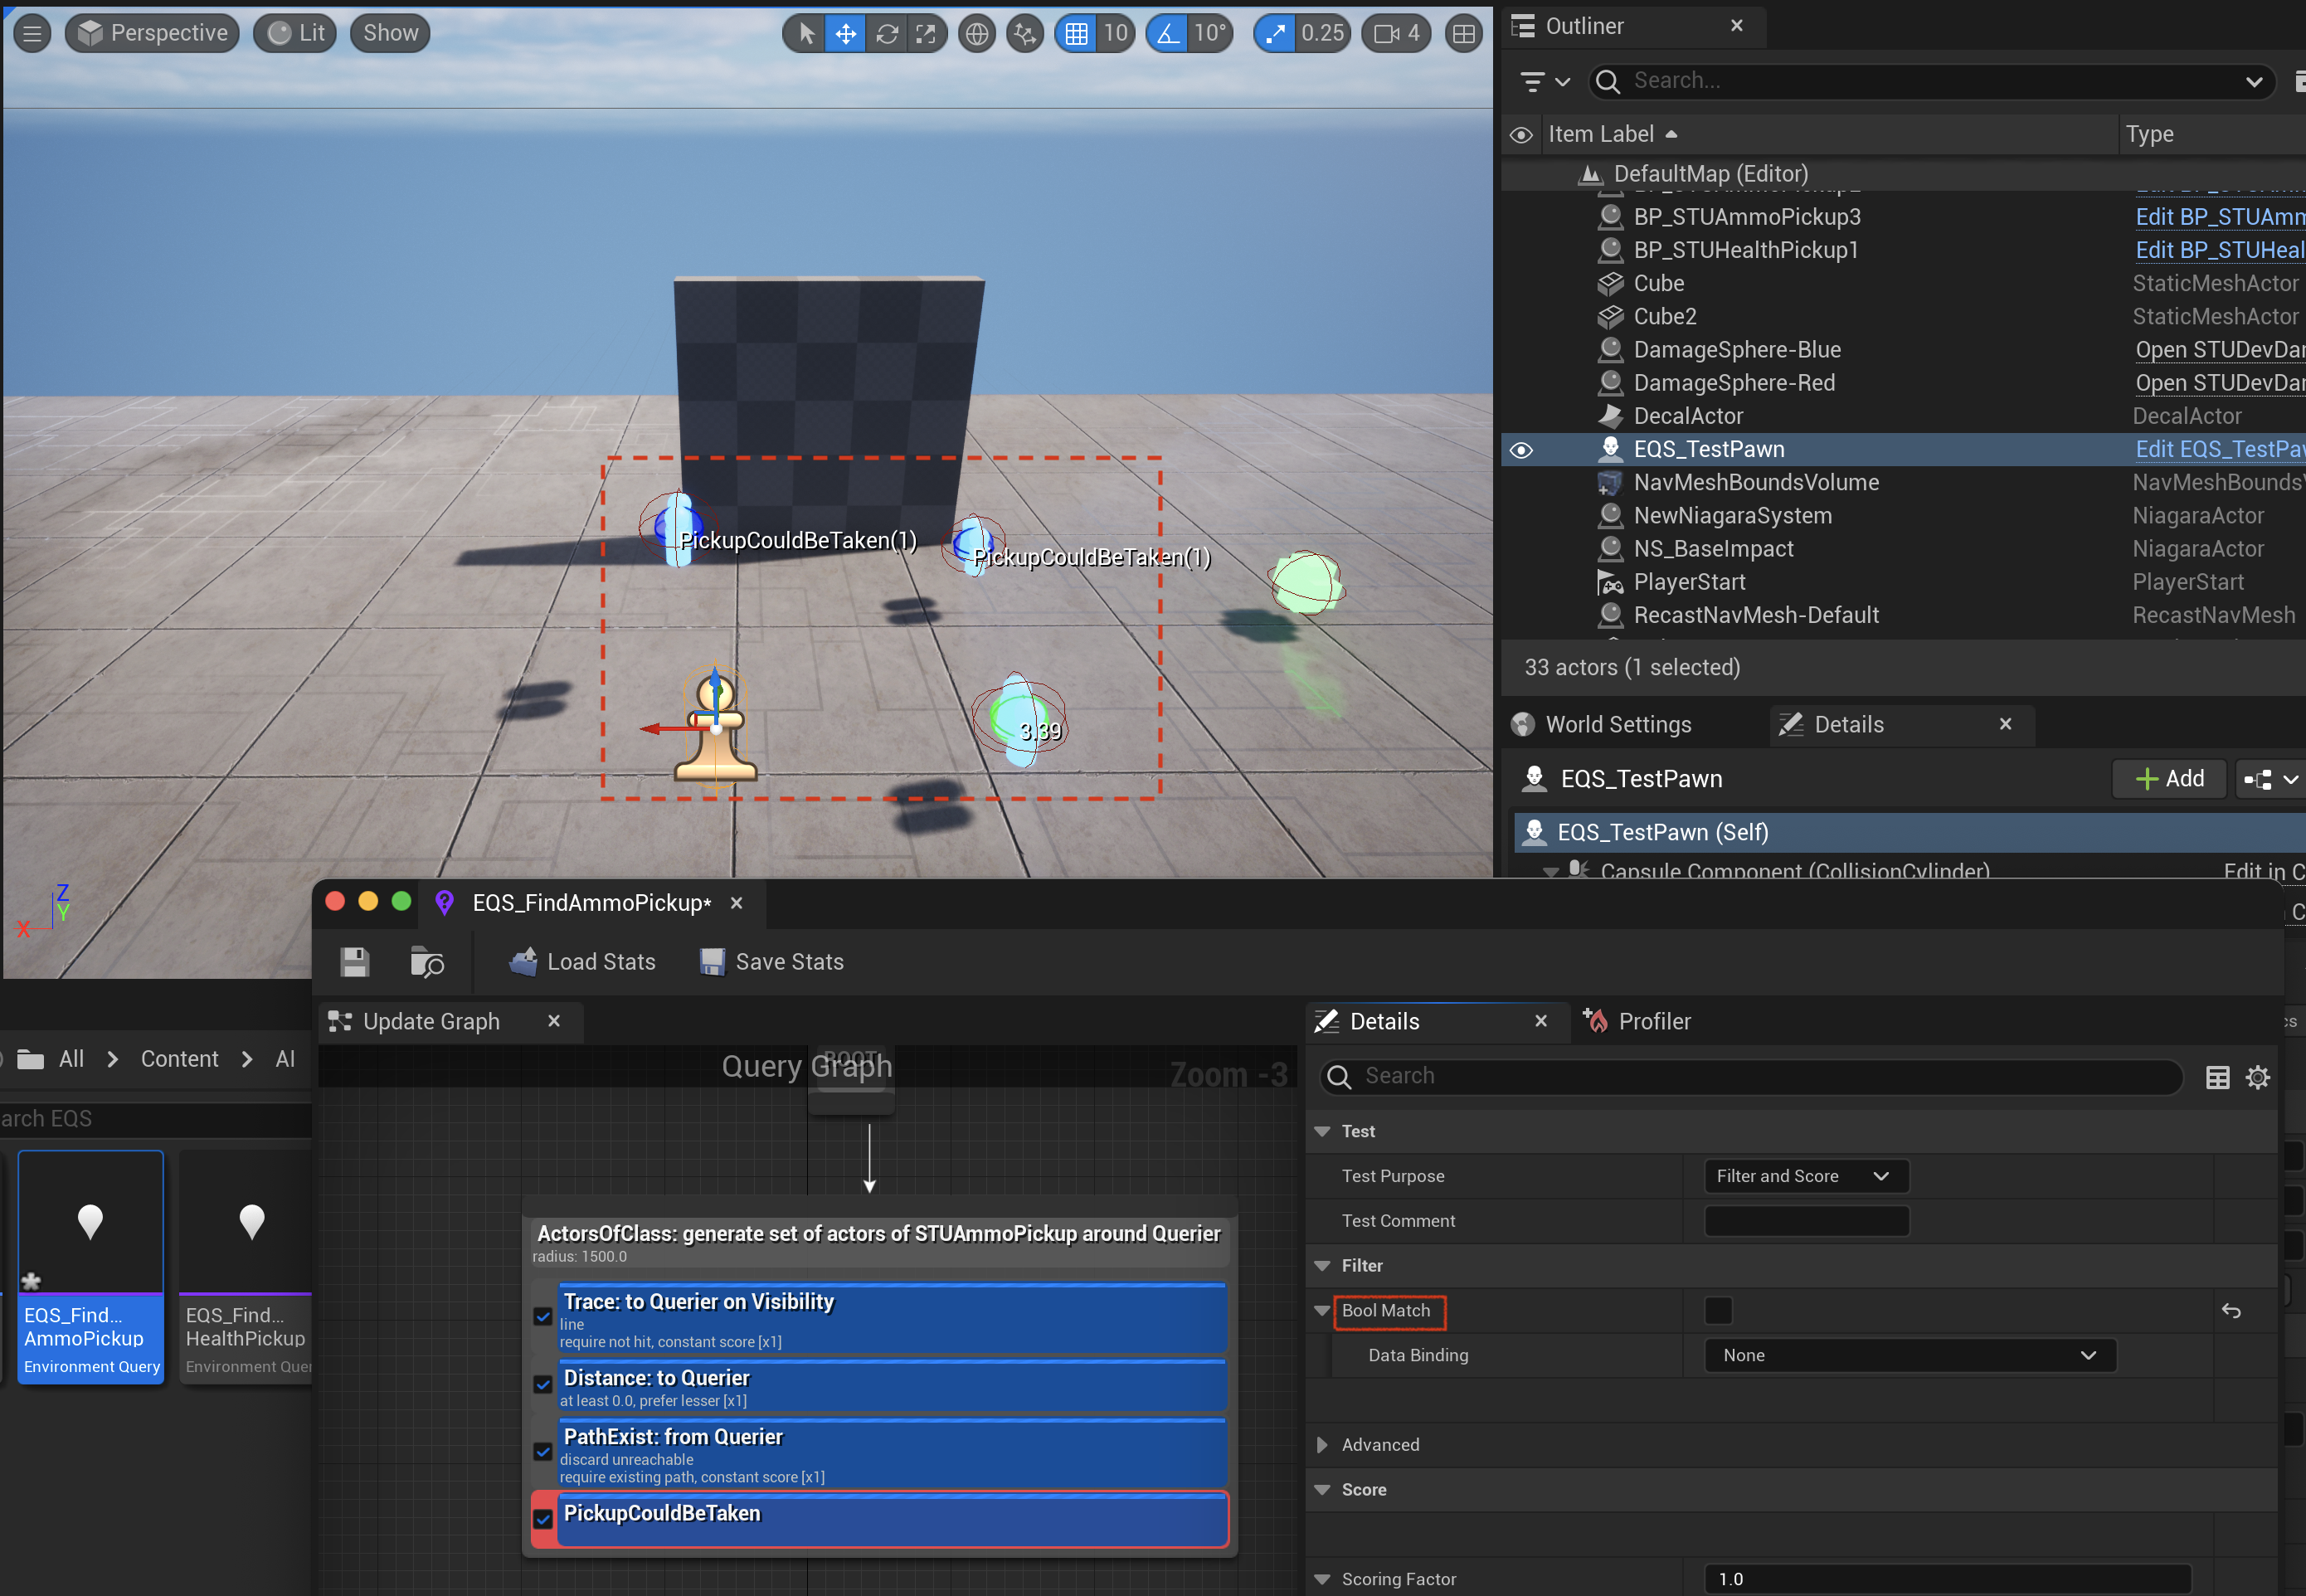 Perspective
Lit
Show
10
10°
0.25
4
PickupCouldBeTaken(1)
PickupCouldBeTaken(1)
3.39
Z
Y
X
Outliner
Search...
Item Label
Type
DefaultMap (Editor)
BP_STUAmmoPickup3
Edit BP_STUAmm
BP_STUHealthPickup1
Edit BP_STUHeal
Cube
StaticMeshActor
Cube2
StaticMeshActor
DamageSphere-Blue
Open STUDevDar
DamageSphere-Red
Open STUDevDar
DecalActor
DecalActor
EQS_TestPawn
Edit EQS_TestPav
NavMeshBoundsVolume
NavMeshBoundsV
NewNiagaraSystem
NiagaraActor
NS_BaseImpact
NiagaraActor
PlayerStart
PlayerStart
RecastNavMesh-Default
RecastNavMesh
33 actors (1 selected)
World Settings
Details
EQS_TestPawn
Add
EQS_TestPawn (Self)
Capsule Component (CollisionCylinder)
Edit in C
EQS_FindAmmoPickup*
Load Stats
Save Stats
Update Graph
Query Graph
ROOT
Zoom -3
ActorsOfClass: generate set of actors of STUAmmoPickup around Querier
radius: 1500.0
Trace: to Querier on Visibility
line
require not hit, constant score [x1]
Distance: to Querier
at least 0.0, prefer lesser [x1]
PathExist: from Querier
discard unreachable
require existing path, constant score [x1]
PickupCouldBeTaken
All
Content
AI
arch EQS
EQS_Find...
AmmoPickup
Environment Query
EQS_Find...
HealthPickup
Environment Quer
Details
Profiler
Search
Test
Test Purpose
Filter and Score
Test Comment
Filter
Bool Match
Data Binding
None
Advanced
Score
Scoring Factor
1.0